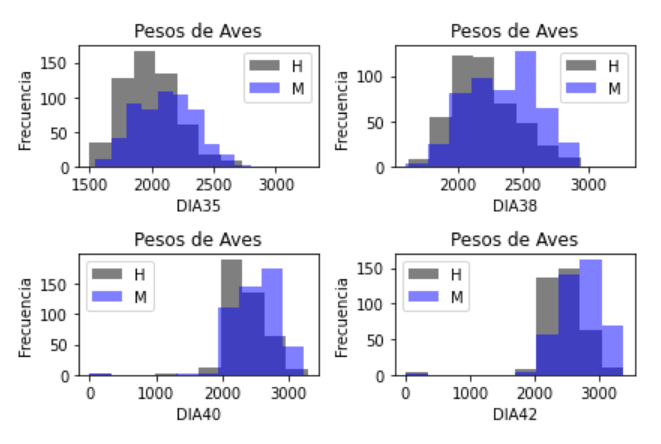 Pesos de Aves
Frecuencia
150
100
50
0
1500
2000
2500
3000
DIA35
H
M
Pesos de Aves
Frecuencia
100
50
0
2000
2500
3000
DIA38
H
M
Pesos de Aves
Frecuencia
150
100
50
0
0
1000
2000
3000
DIA40
H
M
Pesos de Aves
Frecuencia
150
100
50
0
0
1000
2000
3000
DIA42
H
M